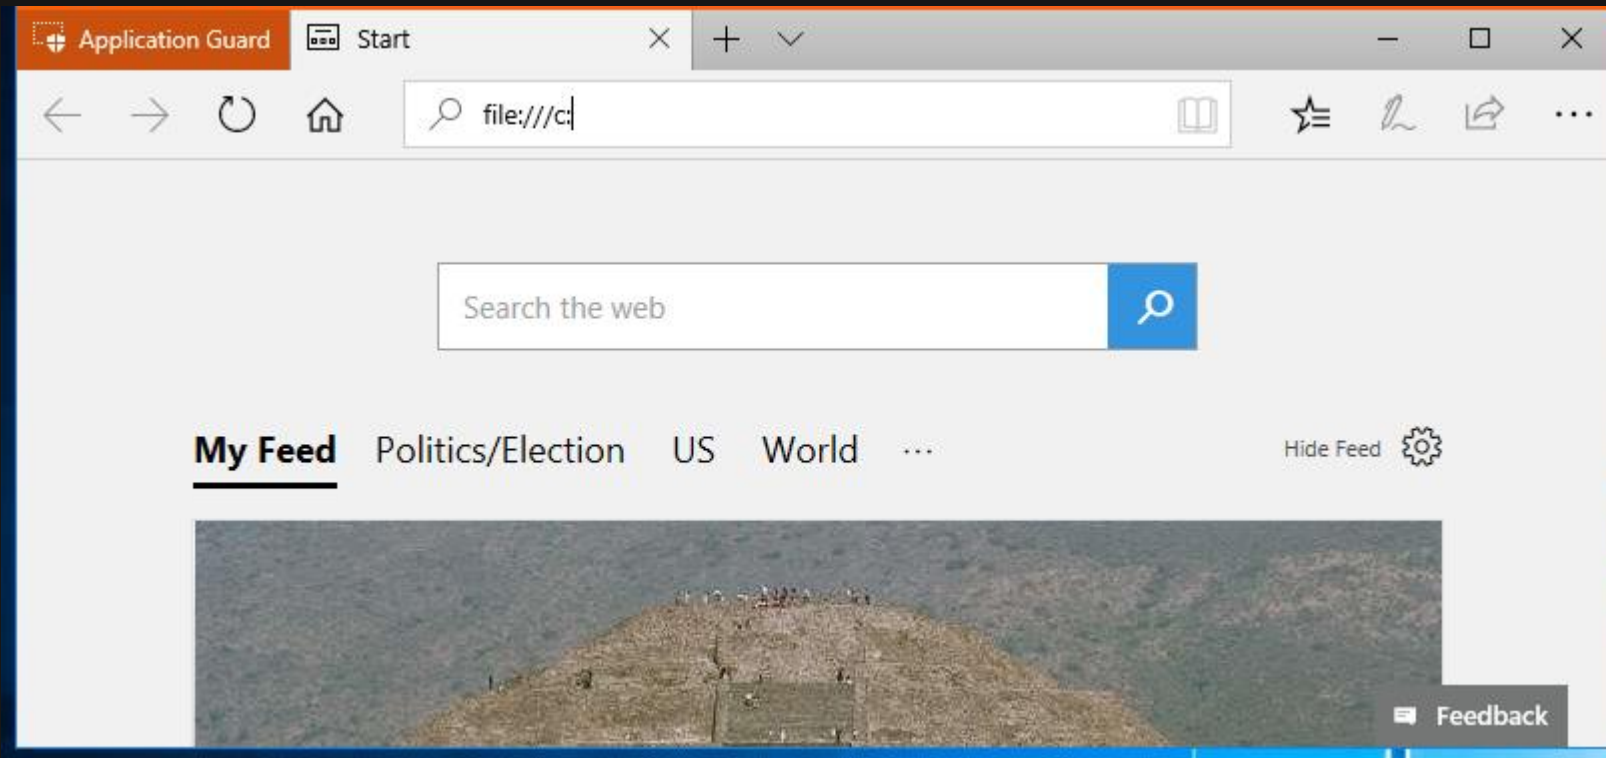 Application Guard Start
file:///c:
Search the web
My Feed Politics/Election US World ... Hide Feed
Feedback